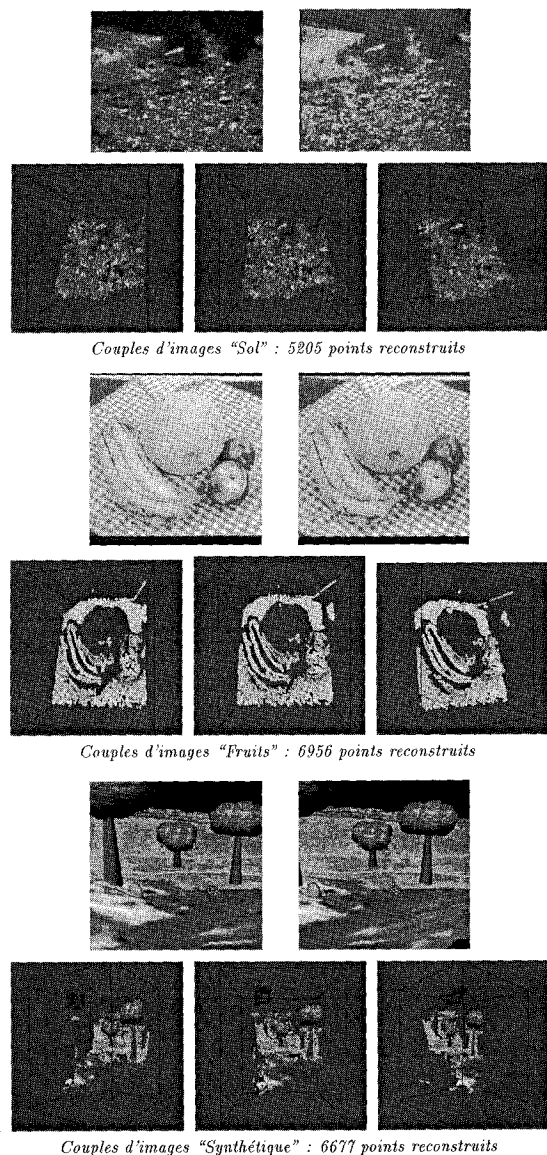 Couples d'images "Sol" : 5205 points reconstruits
Couples d'images "Fruits" : 6956 points reconstruits
Couples d'images "Synthétique" : 6677 points reconstruits